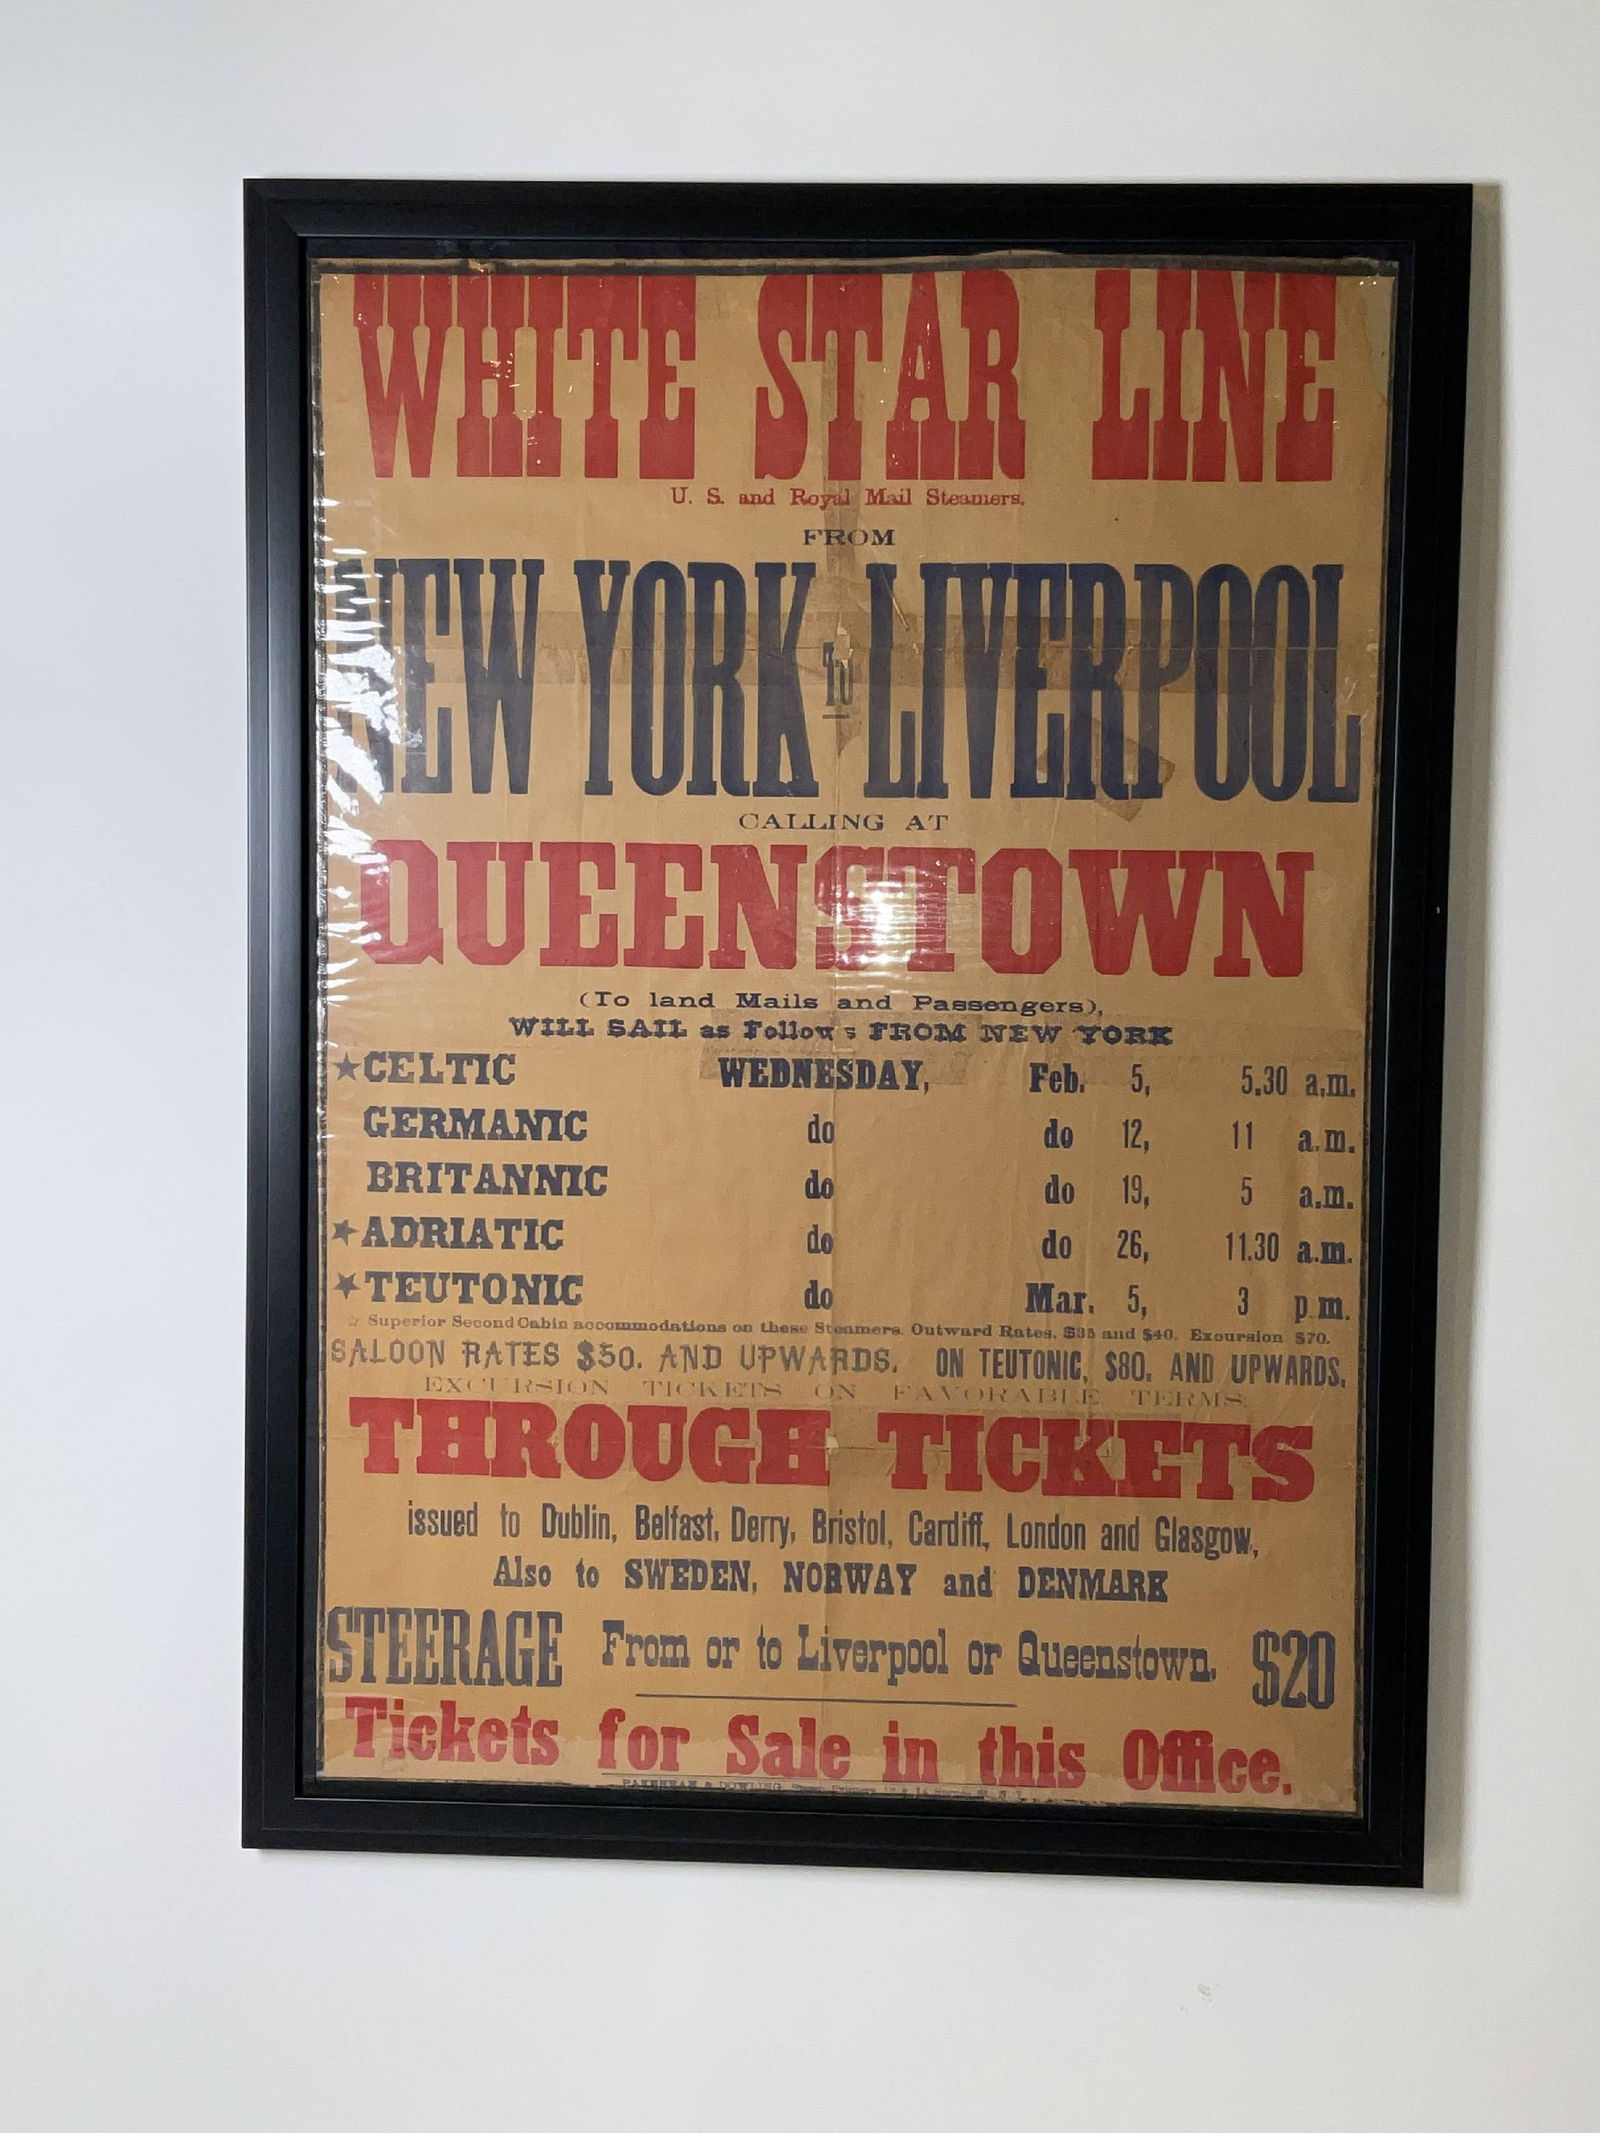 WHITE STAR LINE
U. S. and Royal Mail Steamers.
FROM
NEW YORK TO LIVERPOOL
CALLING AT
QUEENSTOWN
(To land Mails and Passengers),
WILL SAIL as Follows FROM NEW YORK
★CELTIC WEDNESDAY, Feb. 5, 5.30 a.m.
GERMANIC do do 12, 11 a.m.
BRITANNIC do do 19, 5 a.m.
★ADRIATIC do do 26, 11.30 a.m.
★TEUTONIC do Mar. 5, 3 p.m.
☆ Superior Second Cabin accommodations on these Steamers. Outward Rates, $35 and $40. Excursion $70.
SALOON RATES $50. AND UPWARDS. ON TEUTONIC, $80. AND UPWARDS.
EXCURSION TICKETS ON FAVORABLE TERMS
THROUGH TICKETS
issued to Dublin, Belfast, Derry, Bristol, Cardiff, London and Glasgow,
Also to SWEDEN, NORWAY and DENMARK
STEERAGE From or to Liverpool or Queenstown, $20
Tickets for Sale in this Office.
PAKENHAM & DOWLING, Printers, N. Y.